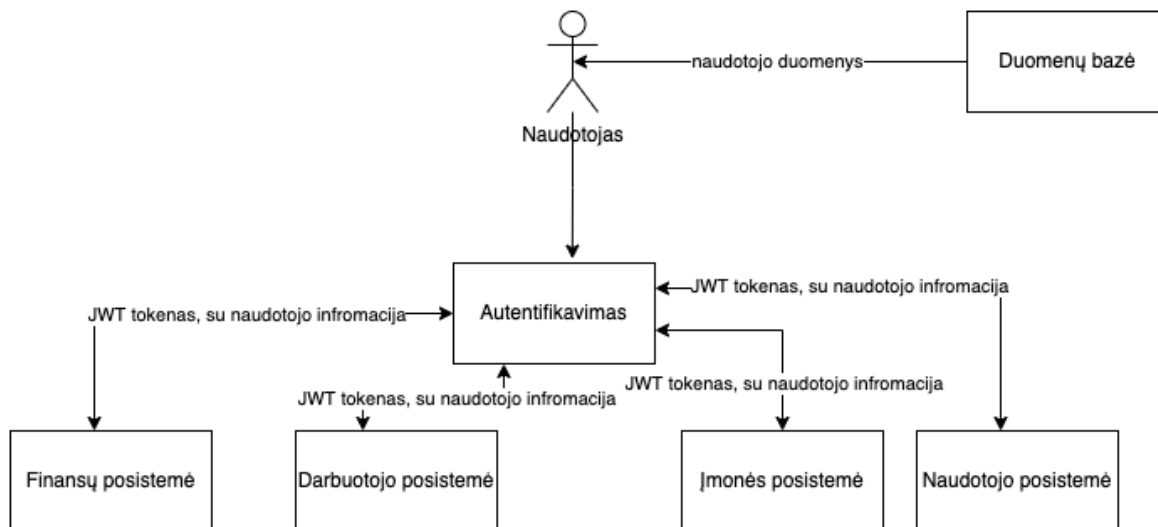 naudotojo duomenys
Duomenų bazė
Naudotojas
Autentifikavimas
JWT tokenas, su naudotojo infromacija
JWT tokenas, su naudotojo infromacija
JWT tokenas, su naudotojo infromacija
JWT tokenas, su naudotojo infromacija
Finansų posistemė
Darbuotojo posistemė
Įmonės posistemė
Naudotojo posistemė